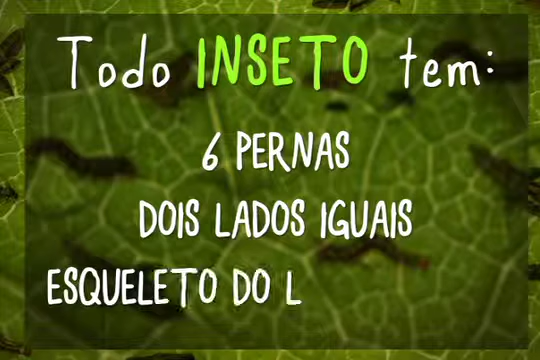 Todo INSETO tem:
6 PERNAS
DOIS LADOS IGUAIS
ESQUELETO DO L